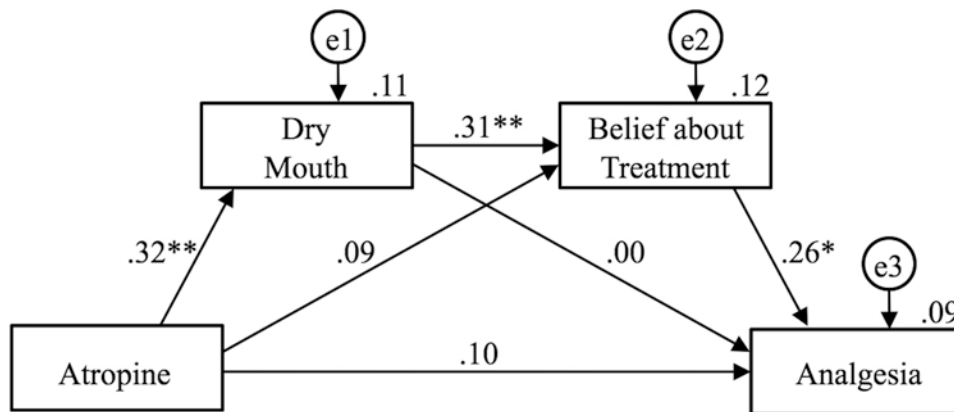 e1
e2
.11
.12
Dry
Mouth
.31**
Belief about
Treatment
.32**
.09
.00
.26*
e3
.09
Atropine
.10
Analgesia